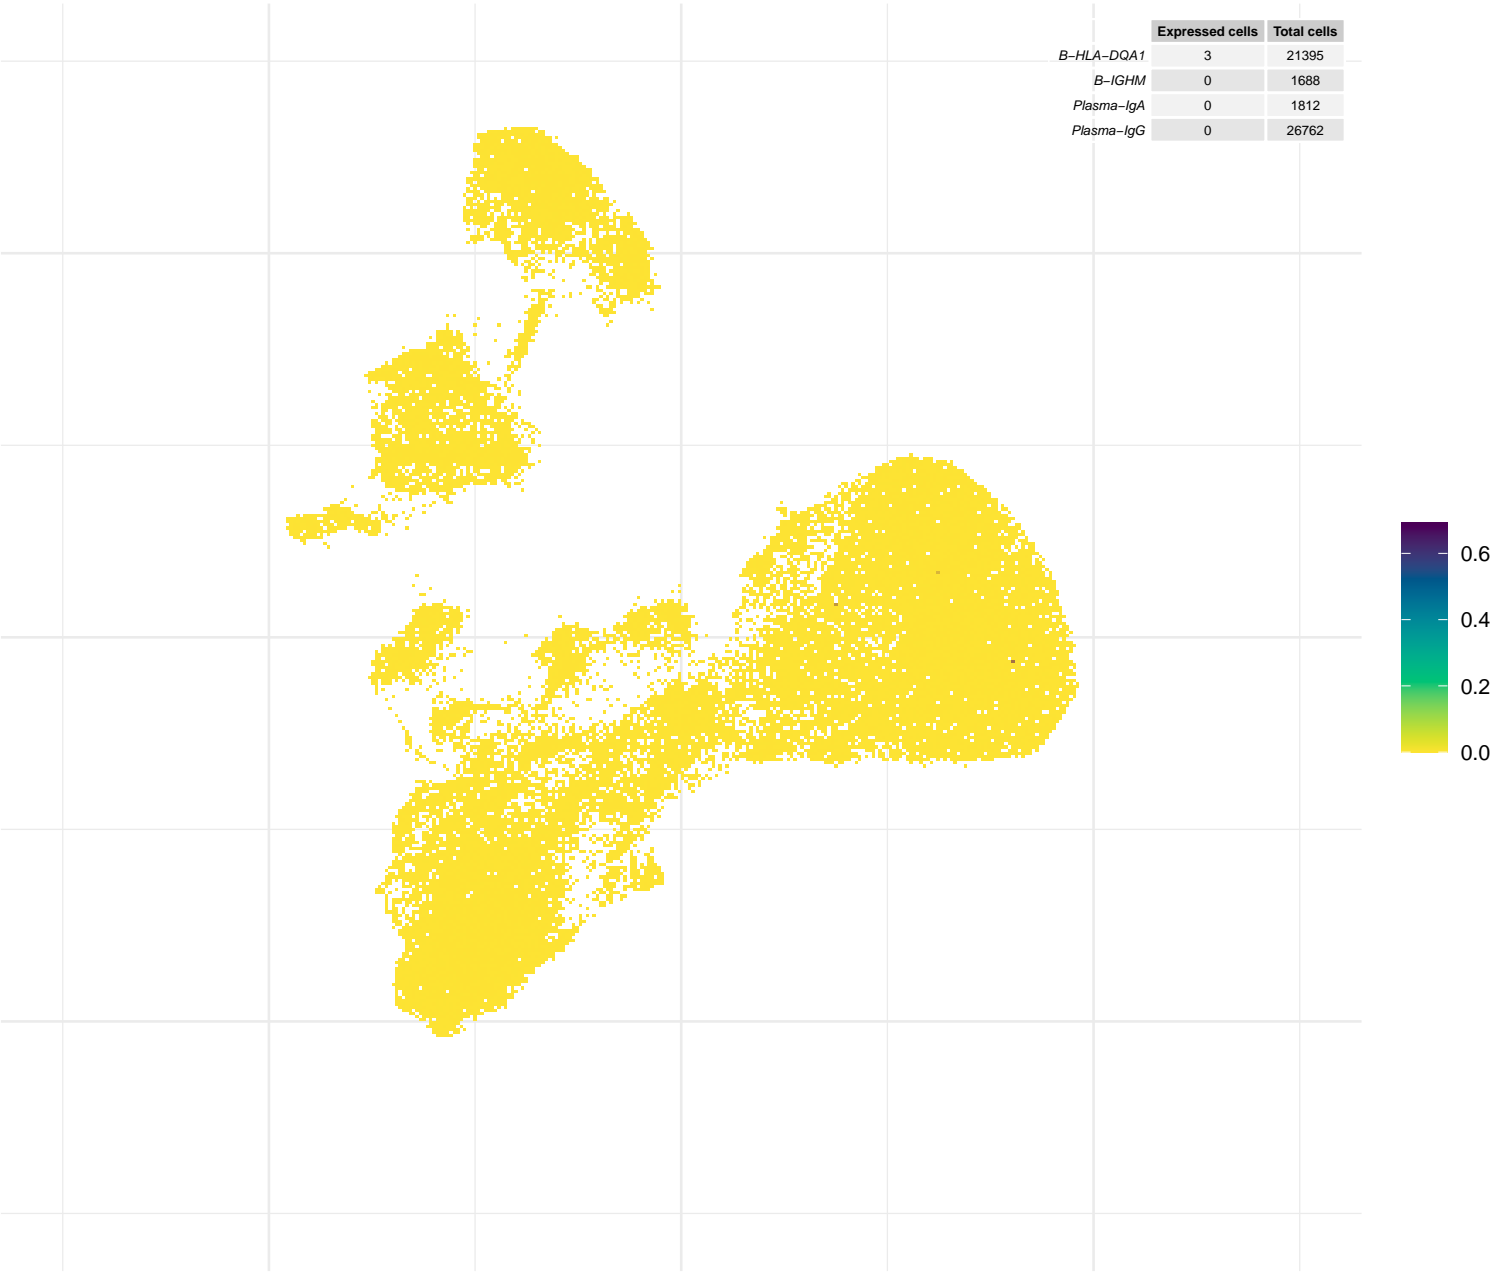 Expressed cells Total cells
B−HLA−DQA1 3 21395
B−IGHM 0 1688
Plasma−IgA 0 1812
Plasma−IgG 0 26762
0.6
0.4
0.2
0.0